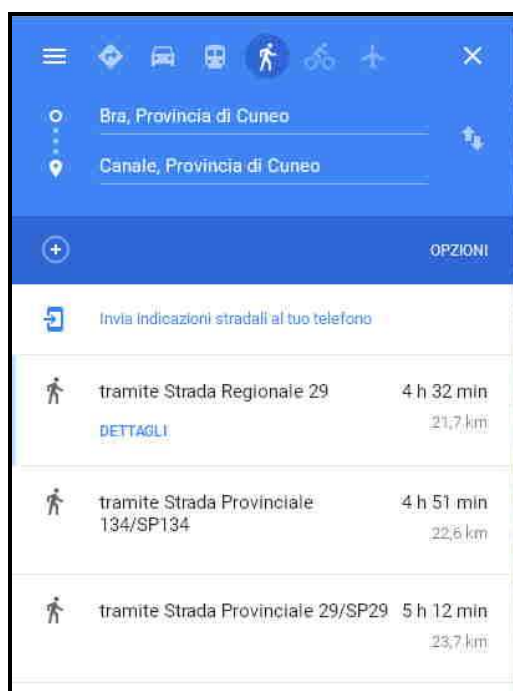 Bra, Provincia di Cuneo
Canale, Provincia di Cuneo
OPZIONI
Invia indicazioni stradali al tuo telefono
tramite Strada Regionale 29 4 h 32 min
DETTAGLI 21,7 km
tramite Strada Provinciale 4 h 51 min
134/SP134 22,6 km
tramite Strada Provinciale 29/SP29 5 h 12 min
23,7 km